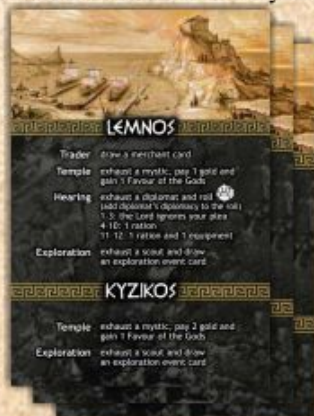 LEMNOS
Trader draw a merchant card
Temple exhaust a mystic, pay 1 gold and
gain 1 Favour of the Gods
Hearing exhaust a diplomat and roll
(add diplomat's diplomacy to the roll)
1-3: the Lord ignores your plea
4-10: 1 ration
11-12: 1 ration and 1 equipment
Exploration exhaust a scout and draw
an exploration event card
KYZIKOS
Temple exhaust a mystic, pay 2 gold and
gain 1 Favour of the Gods
Exploration exhaust a scout and draw
an exploration event card